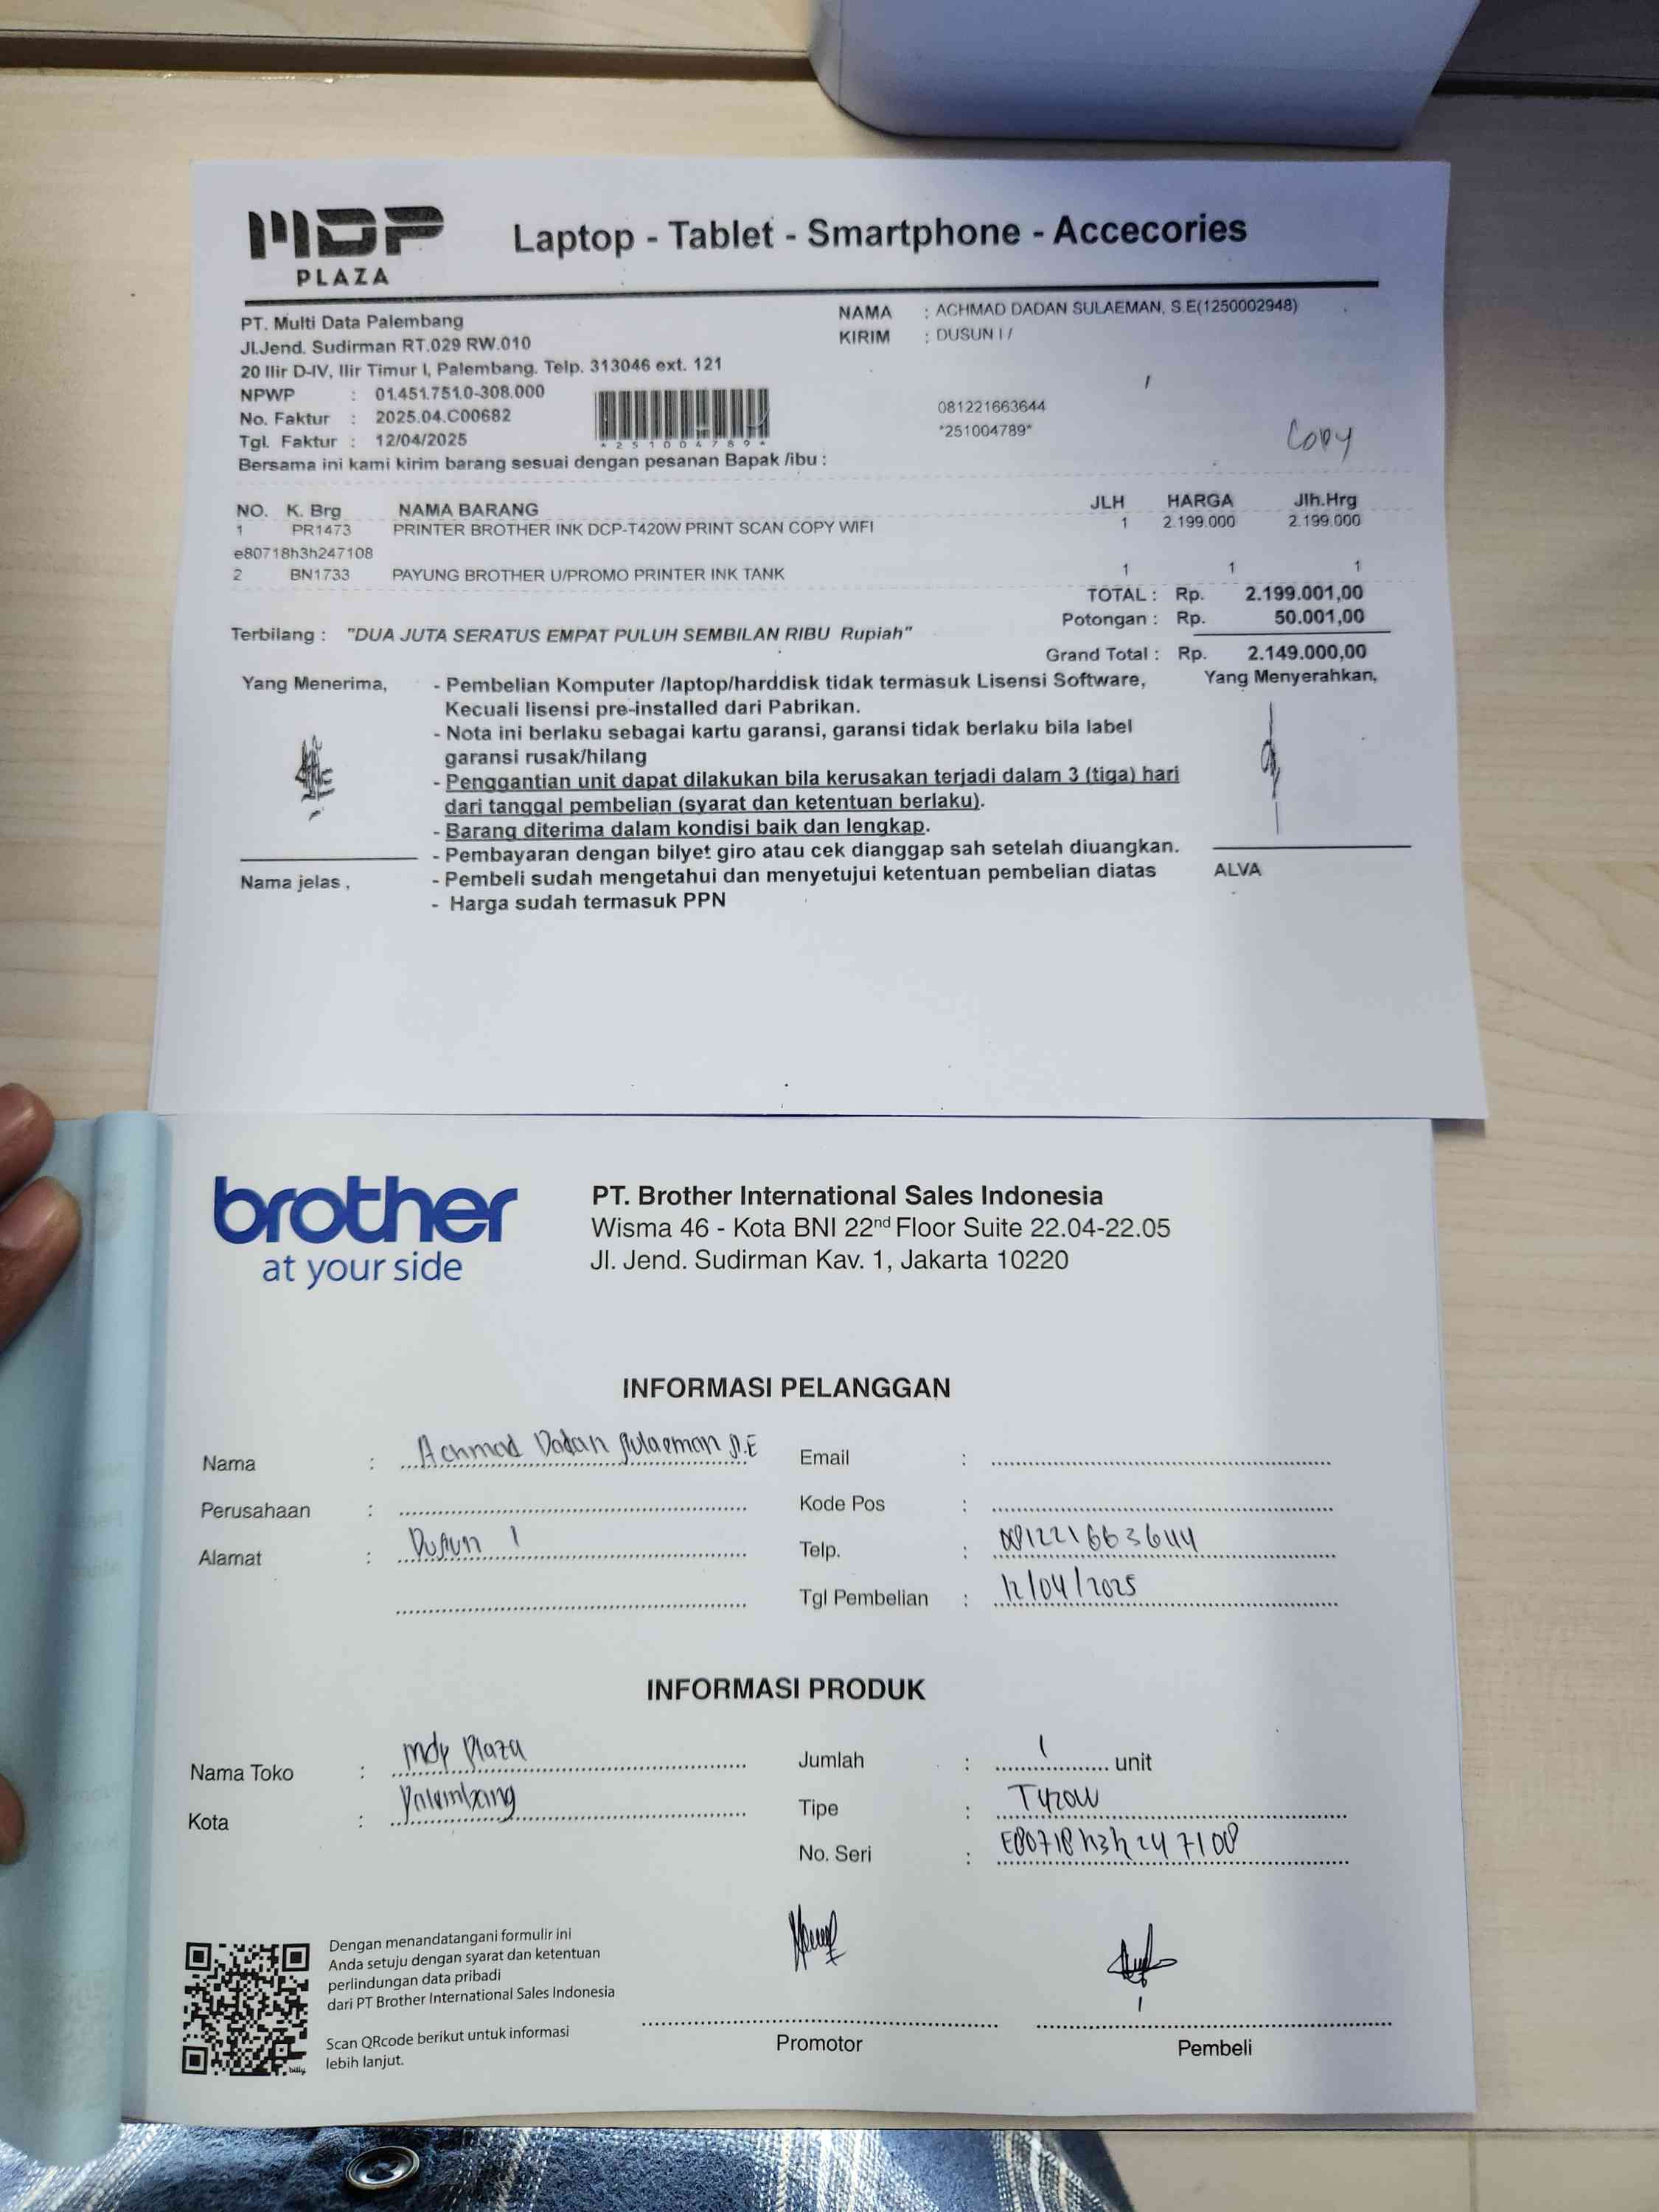 MDP
PLAZA
Laptop - Tablet - Smartphone - Accecories
PT. Multi Data Palembang
Jl.Jend. Sudirman RT.029 RW.010
20 Ilir D-IV, Ilir Timur I, Palembang. Telp. 313046 ext. 121
NPWP : 01.451.751.0-308.000
No. Faktur : 2025.04.C00682
Tgl. Faktur : 12/04/2025
*251004789*
NAMA : ACHMAD DADAN SULAEMAN, S.E(1250002948)
KIRIM : DUSUN I /
081221663644
*251004789*
Copy
Bersama ini kami kirim barang sesuai dengan pesanan Bapak /ibu :
NO. K. Brg NAMA BARANG JLH HARGA Jlh.Hrg
1 PR1473 PRINTER BROTHER INK DCP-T420W PRINT SCAN COPY WIFI 1 2.199.000 2.199.000
e80718h3h247108
2 BN1733 PAYUNG BROTHER U/PROMO PRINTER INK TANK 1 1 1
TOTAL : Rp. 2.199.001,00
Potongan : Rp. 50.001,00
Terbilang : "DUA JUTA SERATUS EMPAT PULUH SEMBILAN RIBU Rupiah"
Grand Total : Rp. 2.149.000,00
Yang Menerima,
- Pembelian Komputer /laptop/harddisk tidak termasuk Lisensi Software,
Kecuali lisensi pre-installed dari Pabrikan.
- Nota ini berlaku sebagai kartu garansi, garansi tidak berlaku bila label
garansi rusak/hilang
- Penggantian unit dapat dilakukan bila kerusakan terjadi dalam 3 (tiga) hari
dari tanggal pembelian (syarat dan ketentuan berlaku).
- Barang diterima dalam kondisi baik dan lengkap.
- Pembayaran dengan bilyet giro atau cek dianggap sah setelah diuangkan.
- Pembeli sudah mengetahui dan menyetujui ketentuan pembelian diatas
- Harga sudah termasuk PPN
Yang Menyerahkan,
Nama jelas ,
ALVA
brother
at your side
PT. Brother International Sales Indonesia
Wisma 46 - Kota BNI 22nd Floor Suite 22.04-22.05
Jl. Jend. Sudirman Kav. 1, Jakarta 10220
INFORMASI PELANGGAN
Nama : Achmad Dadan Sulaeman S.E
Perusahaan :
Alamat : Dusun 1
Email :
Kode Pos :
Telp. : 081221663644
Tgl Pembelian : 12/04/2025
INFORMASI PRODUK
Nama Toko : mdp Plaza
Kota : Palembang
Jumlah : 1 unit
Tipe : T420W
No. Seri : E80718h3h247108
Dengan menandatangani formulir ini
Anda setuju dengan syarat dan ketentuan
perlindungan data pribadi
dari PT Brother International Sales Indonesia
Scan QRcode berikut untuk informasi
lebih lanjut.
bitly
Promotor
Pembeli